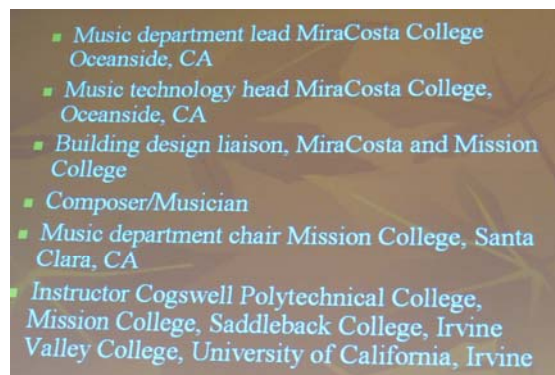 Music department lead MiraCosta College
Oceanside, CA
Music technology head MiraCosta College,
Oceanside, CA
Building design liaison, MiraCosta and Mission
College
Composer/Musician
Music department chair Mission College, Santa
Clara, CA
Instructor Cogswell Polytechnical College,
Mission College, Saddleback College, Irvine
Valley College, University of California, Irvine